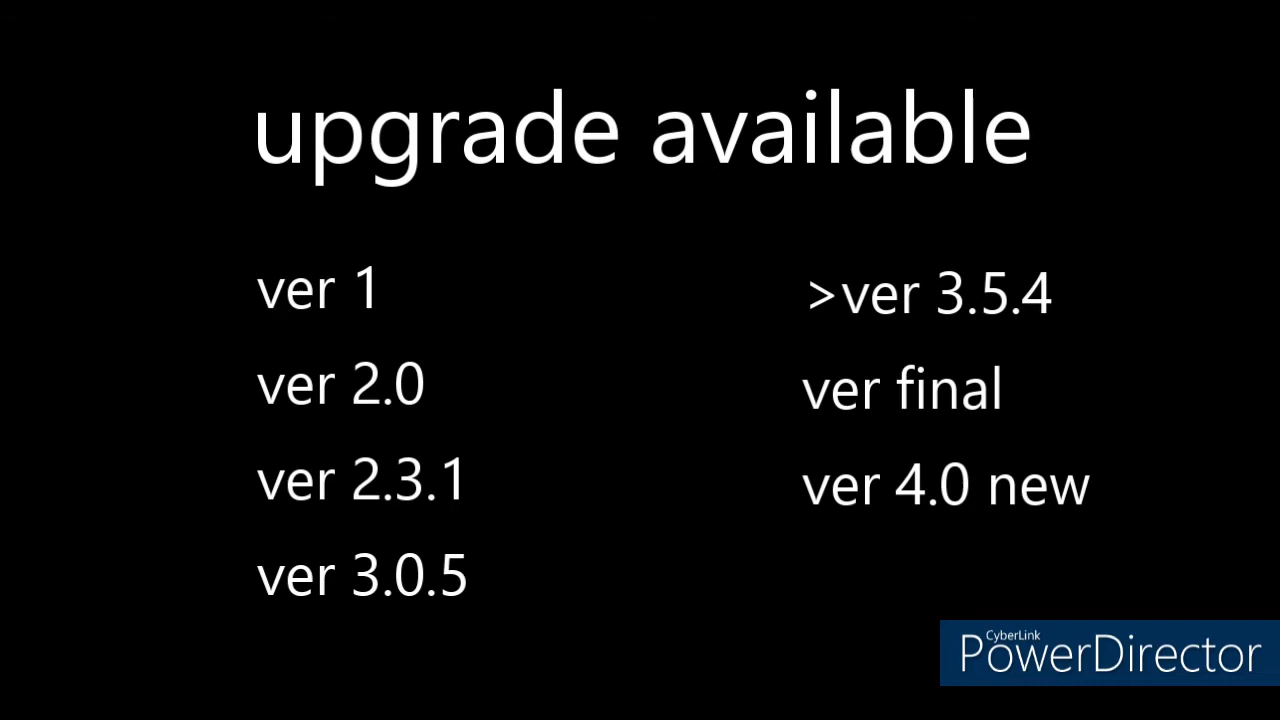 upgrade available
ver 1
ver 2.0
ver 2.3.1
ver 3.0.5
>ver 3.5.4
ver final
ver 4.0 new
CyberLink
PowerDirector